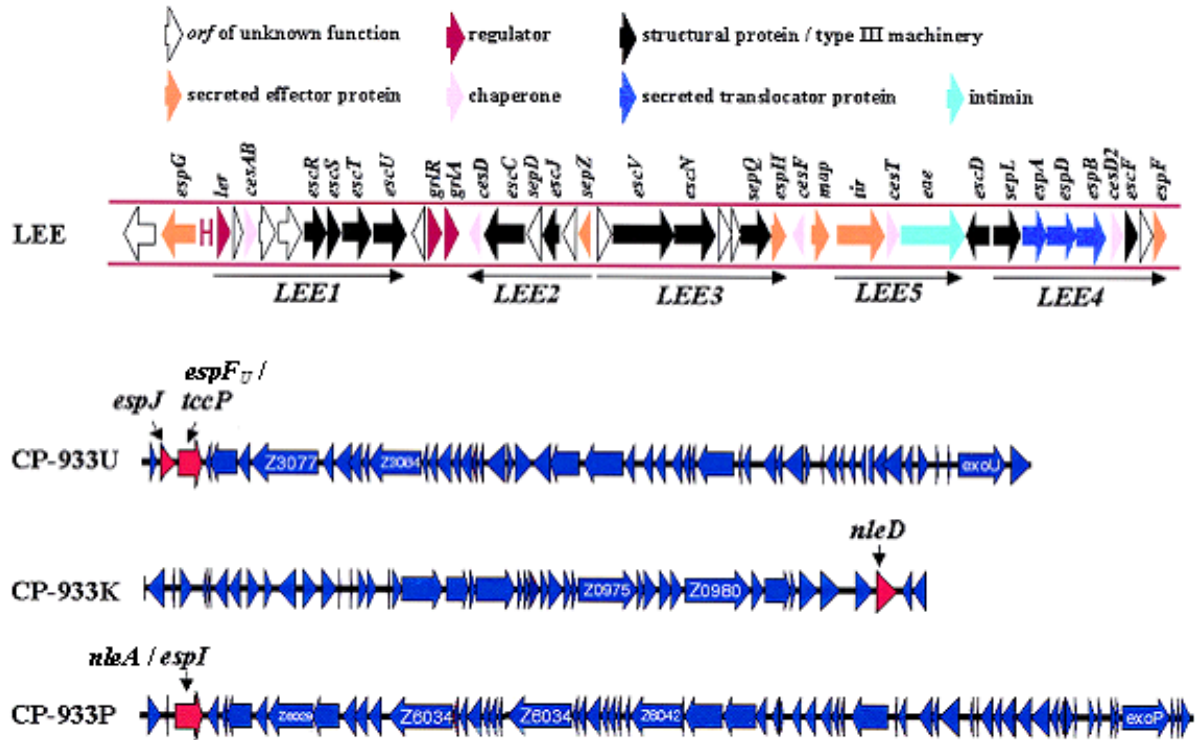 orf of unknown function regulator structural protein / type III machinery
secreted effector protein chaperone secreted translocator protein intimin
espG ler cesAB escR escS escT escU grlR grlA cesD escC sepD escJ sepZ escV escN sepQ espH cesF map tir cesT eae escD sepL espA espD espB cesD2 escF espF
LEE
LEE1 LEE2 LEE3 LEE5 LEE4
espF U /
espJ tccP
CP-933U Z3077 Z3084 exoU
nleD
CP-933K Z0975 Z0980
nleA / espI
CP-933P Z6034 Z6034 Z6042 exoP